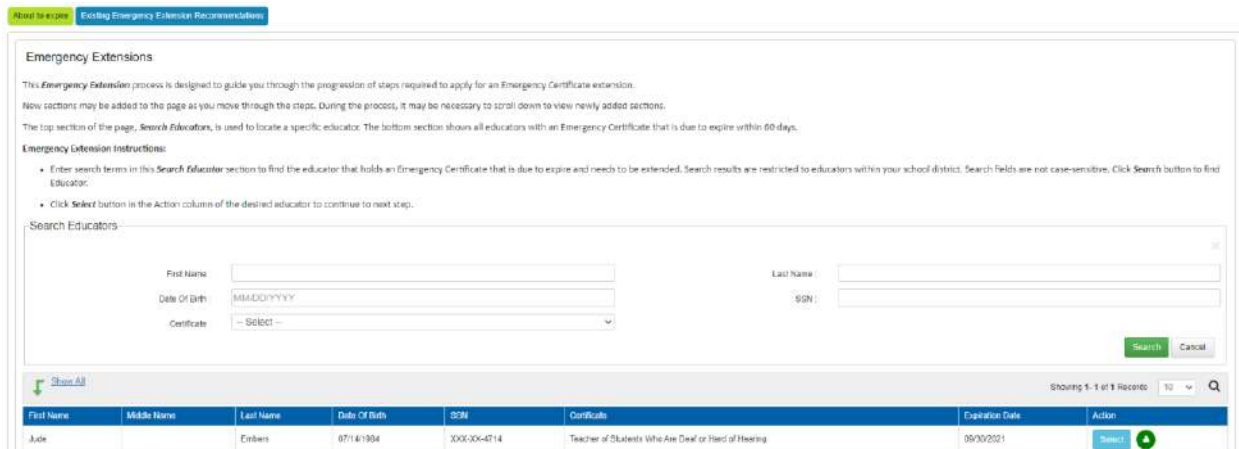 About to expire Existing Emergency Extension Recommendations
Emergency Extensions
This Emergency Extension process is designed to guide you through the progression of steps required to apply for an Emergency Certificate extension.
New sections may be added to the page as you move through the steps. During the process, it may be necessary to scroll down to view newly added sections.
The top section of the page, Search Educators, is used to locate a specific educator. The bottom section shows all educators with an Emergency Certificate that is due to expire within 60 days.
Emergency Extension Instructions:
• Enter search terms in this Search Educator section to find the educator that holds an Emergency Certificate that is due to expire and needs to be extended. Search results are restricted to educators within your school district. Search fields are not case-sensitive. Click Search button to find
Educator.
• Click Select button in the Action column of the desired educator to continue to next step.
Search Educators
First Name Last Name :
Date Of Birth MM/DD/YYYY SSN :
Certificate -- Select --
Search Cancel
Show All Showing 1-1 of 1 Records 10
First Name Middle Name Last Name Date Of Birth SSN Certificate Expiration Date Action
Jude Embers 07/14/1984 XXX-XX-4714 Teacher of Students Who Are Deaf or Hard of Hearing 09/30/2021 Select